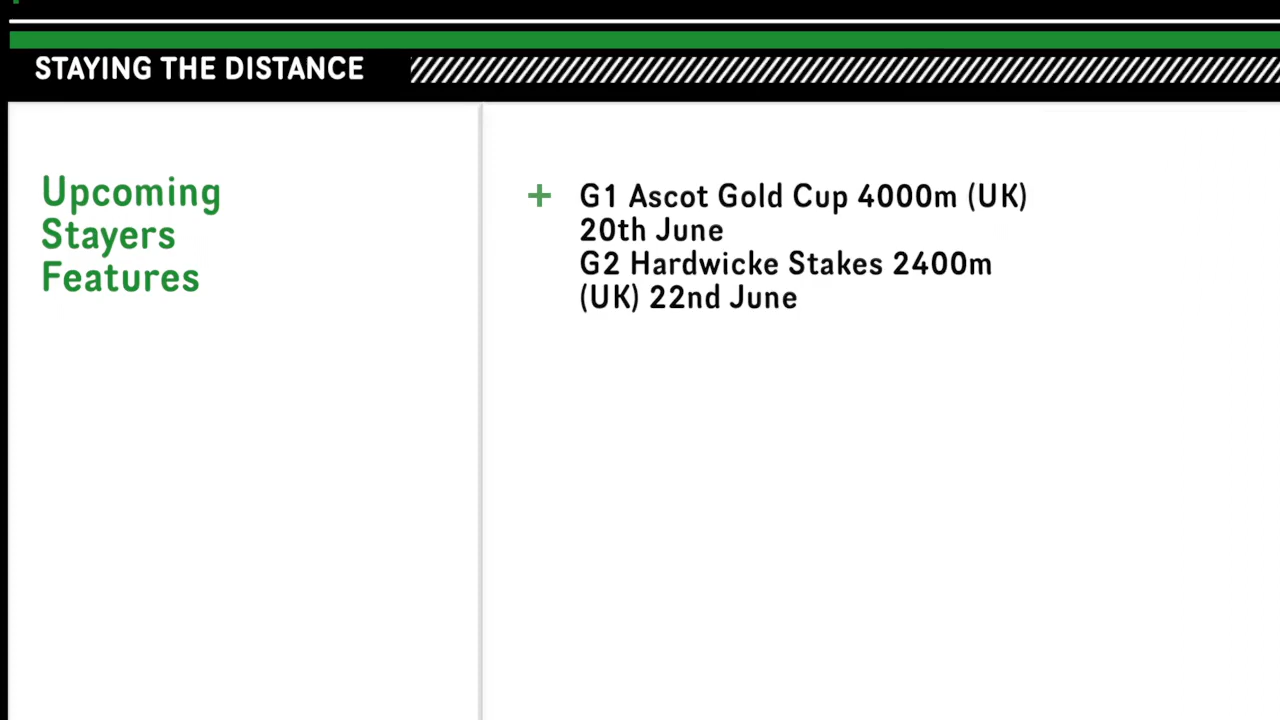 STAYING THE DISTANCE
Upcoming
Stayers
Features
+ G1 Ascot Gold Cup 4000m (UK)
20th June
G2 Hardwicke Stakes 2400m
(UK) 22nd June